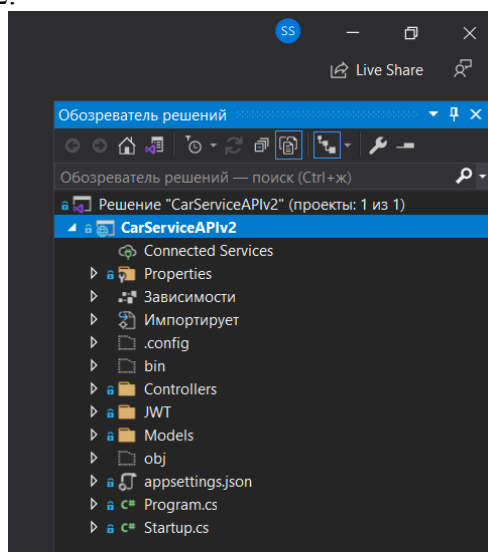 2.
SS
Live Share
Обозреватель решений
Обозреватель решений — поиск (Ctrl+ж)
Решение "CarServiceAPIv2" (проекты: 1 из 1)
CarServiceAPIv2
Connected Services
Properties
Зависимости
Импортирует
.config
bin
Controllers
JWT
Models
obj
appsettings.json
C# Program.cs
C# Startup.cs